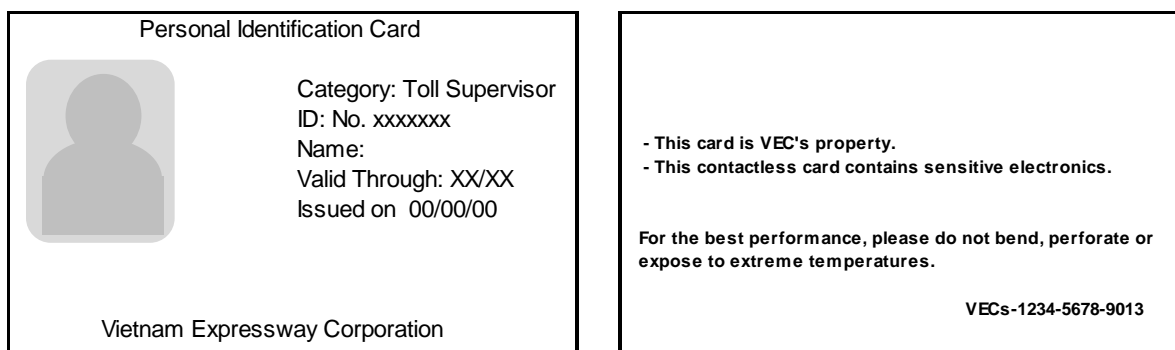 Personal Identification Card
Category: Toll Supervisor
ID: No. xxxxxxx
Name:
Valid Through: XX/XX
Issued on 00/00/00
Vietnam Expressway Corporation
- This card is VEC's property.
- This contactless card contains sensitive electronics.
For the best performance, please do not bend, perforate or
expose to extreme temperatures.
VECs-1234-5678-9013